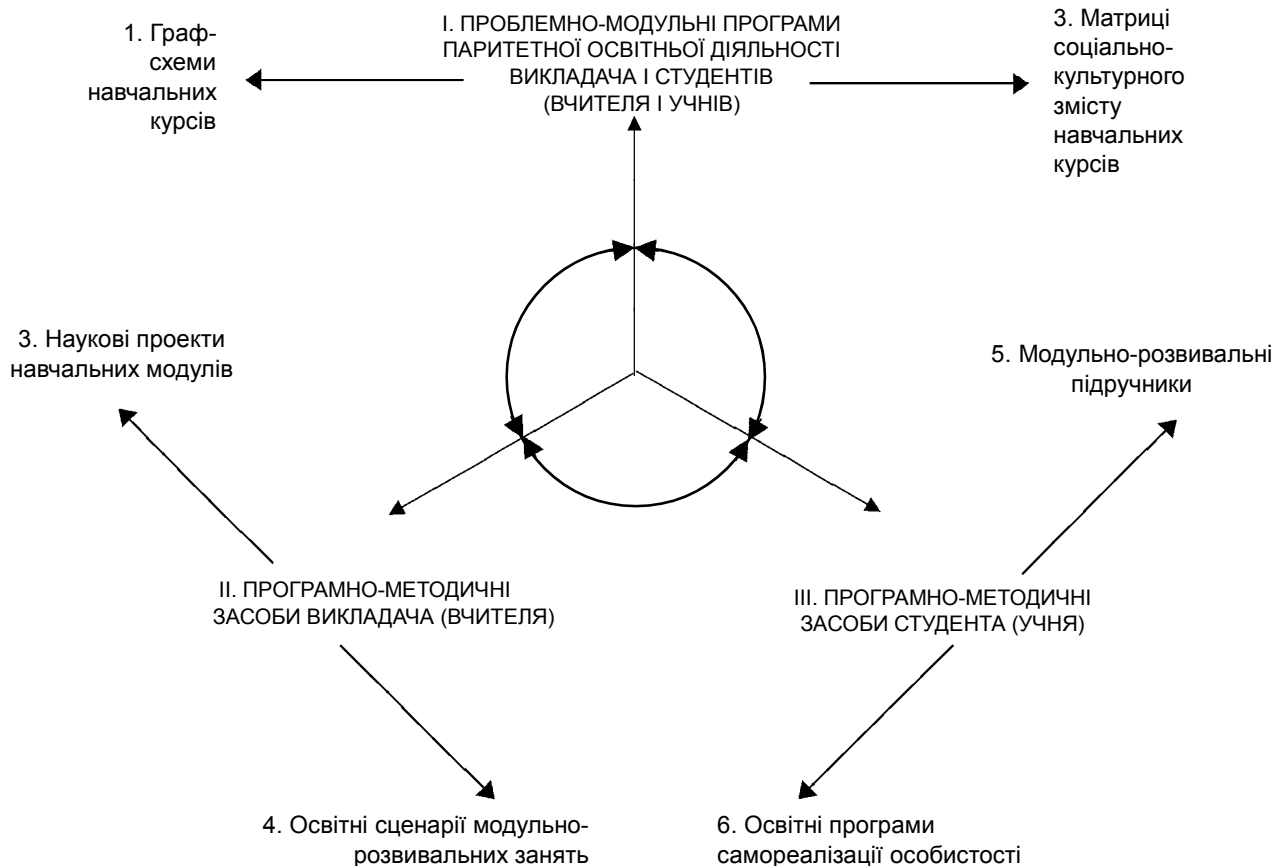 1. Граф-
схеми
навчальних
курсів
І. ПРОБЛЕМНО-МОДУЛЬНІ ПРОГРАМИ
ПАРИТЕТНОЇ ОСВІТНЬОЇ ДІЯЛЬНОСТІ
ВИКЛАДАЧА І СТУДЕНТІВ
(ВЧИТЕЛЯ І УЧНІВ)
3. Матриці
соціально-
культурного
змісту
навчальних
курсів
3. Наукові проекти
навчальних модулів
5. Модульно-розвивальні
підручники
ІІ. ПРОГРАМНО-МЕТОДИЧНІ
ЗАСОБИ ВИКЛАДАЧА (ВЧИТЕЛЯ)
ІІІ. ПРОГРАМНО-МЕТОДИЧНІ
ЗАСОБИ СТУДЕНТА (УЧНЯ)
4. Освітні сценарії модульно-
розвивальних занять
6. Освітні програми
самореалізації особистості